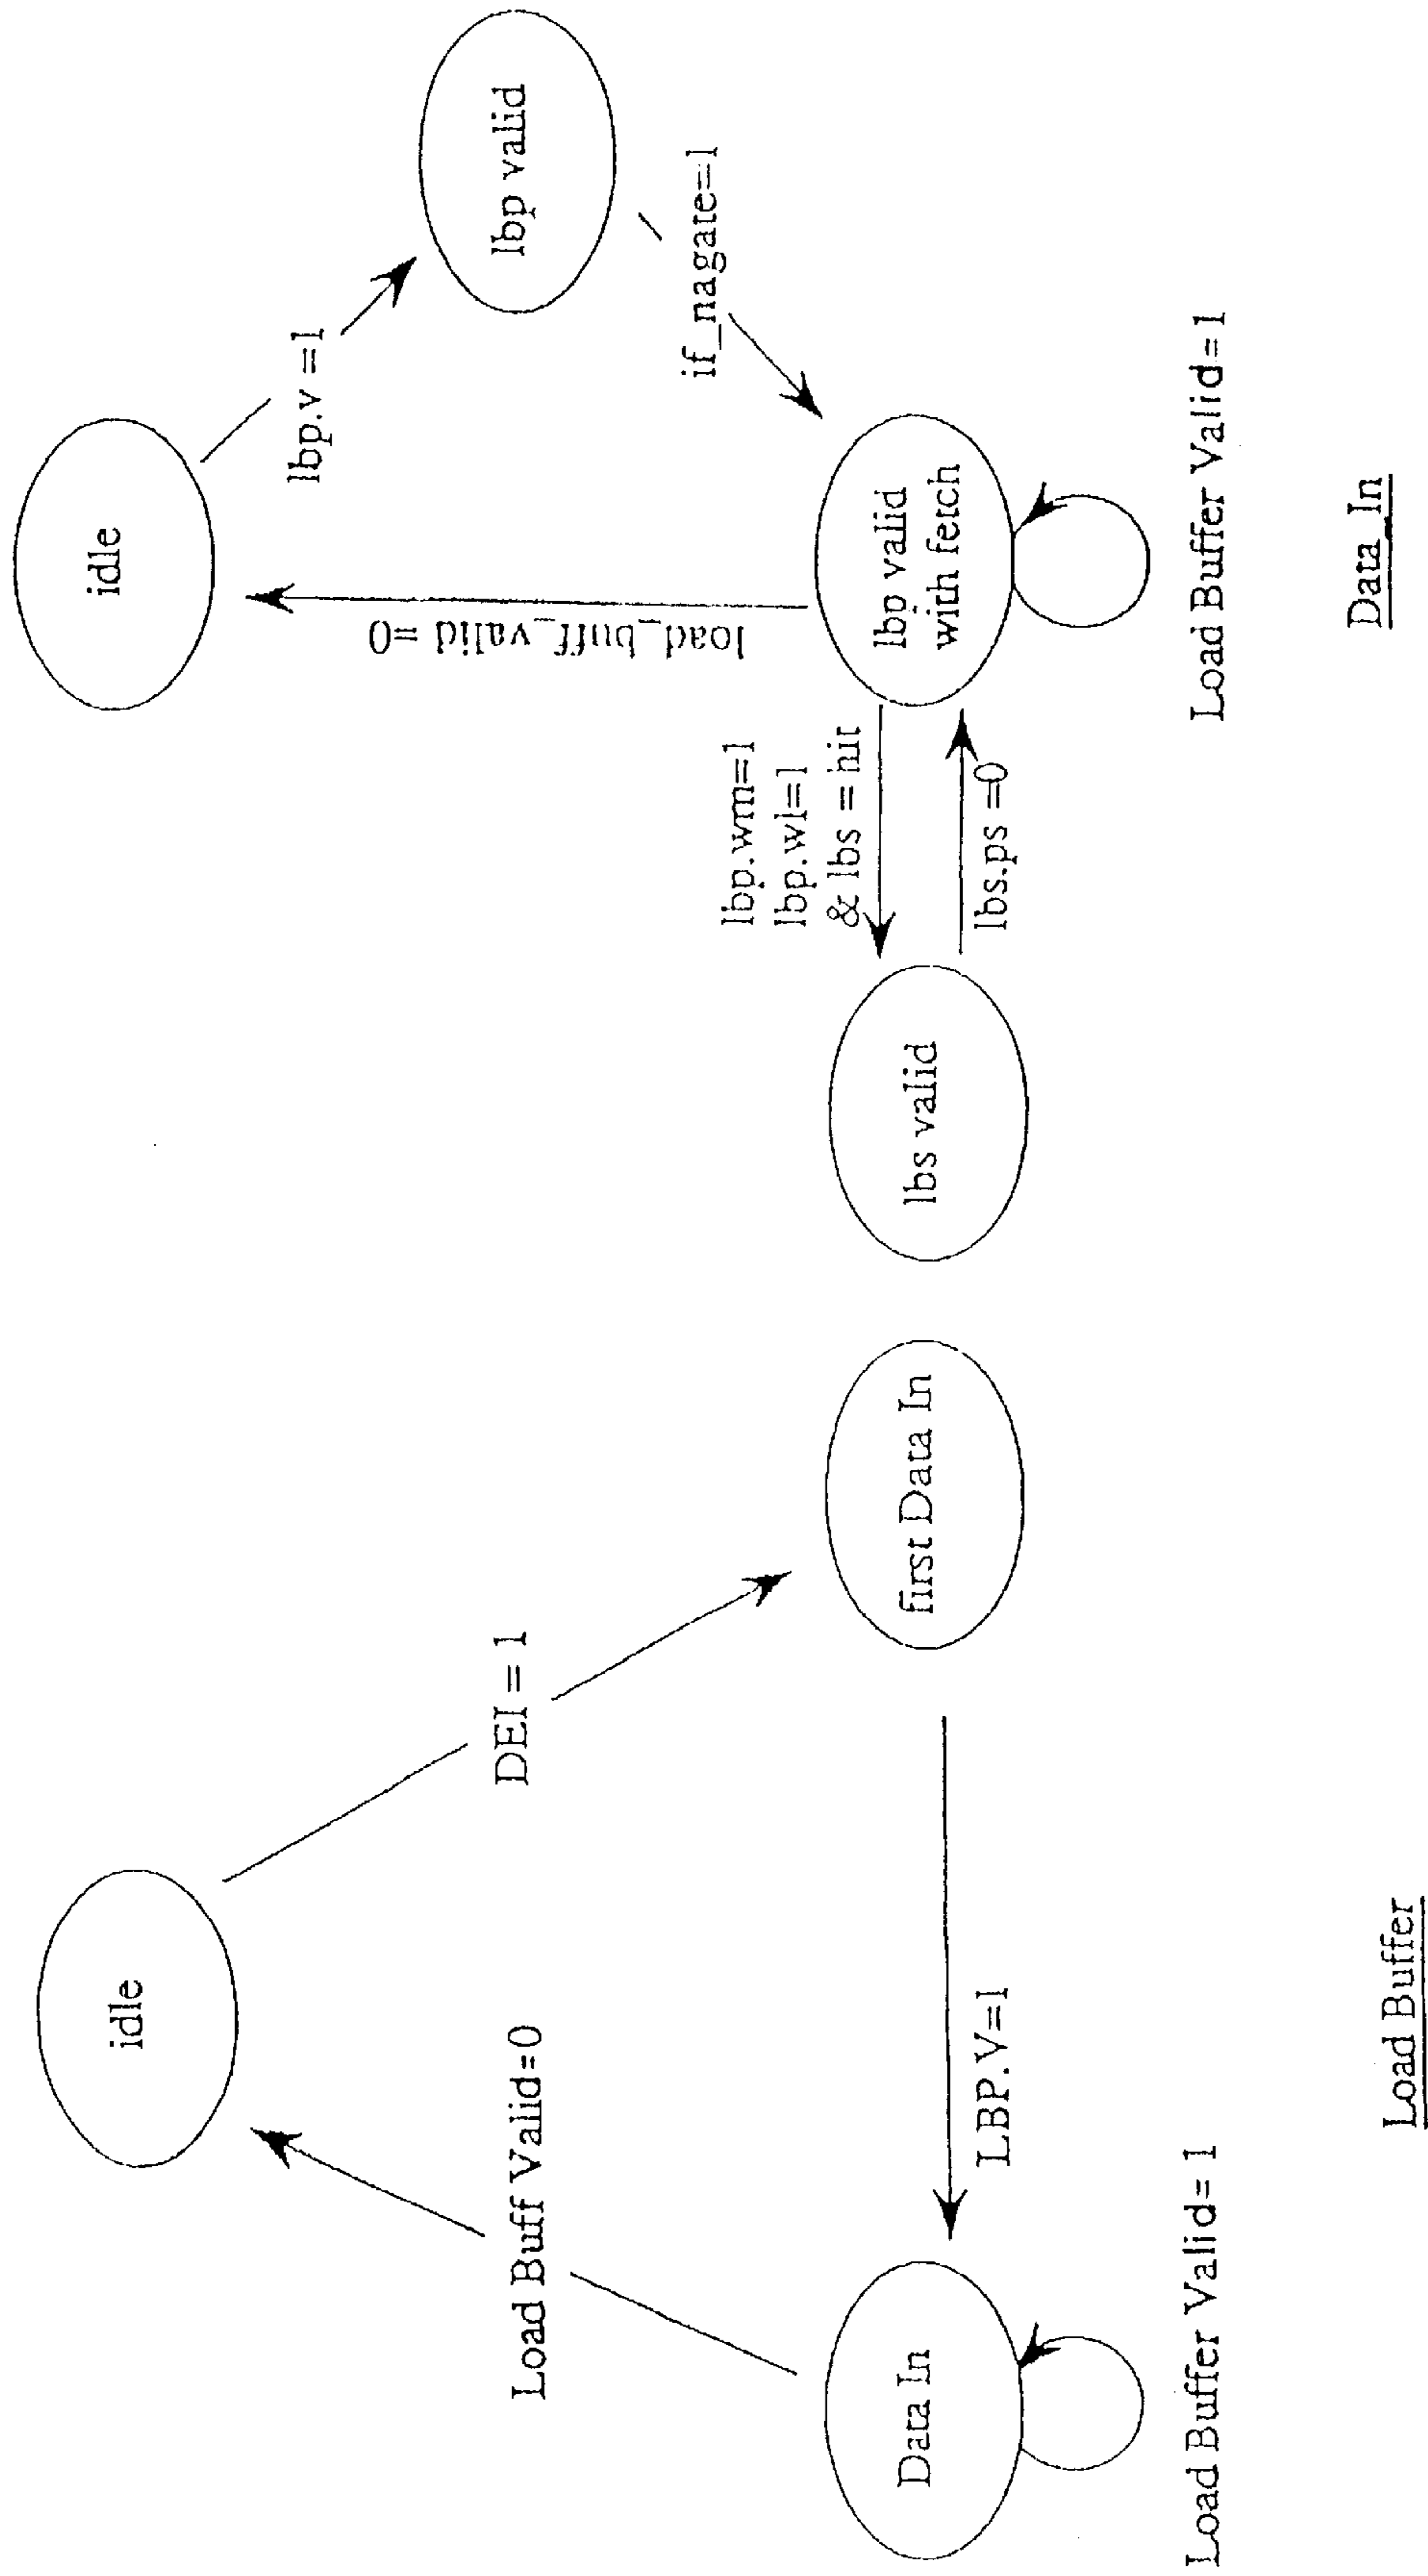 idle
DEI = 1
Load Buff Valid=0
first Data In
LBP.V=1
Data In
Load Buffer Valid= 1
Load Buffer
idle
lbp.v =1
lbp valid
load_buff_valid =0
if_nagate=1
lbp.wm=1
lbp.wl=1
& lbs = hit
lbp valid
with fetch
lbs.ps =0
lbs valid
Load Buffer Valid= 1
Data_In